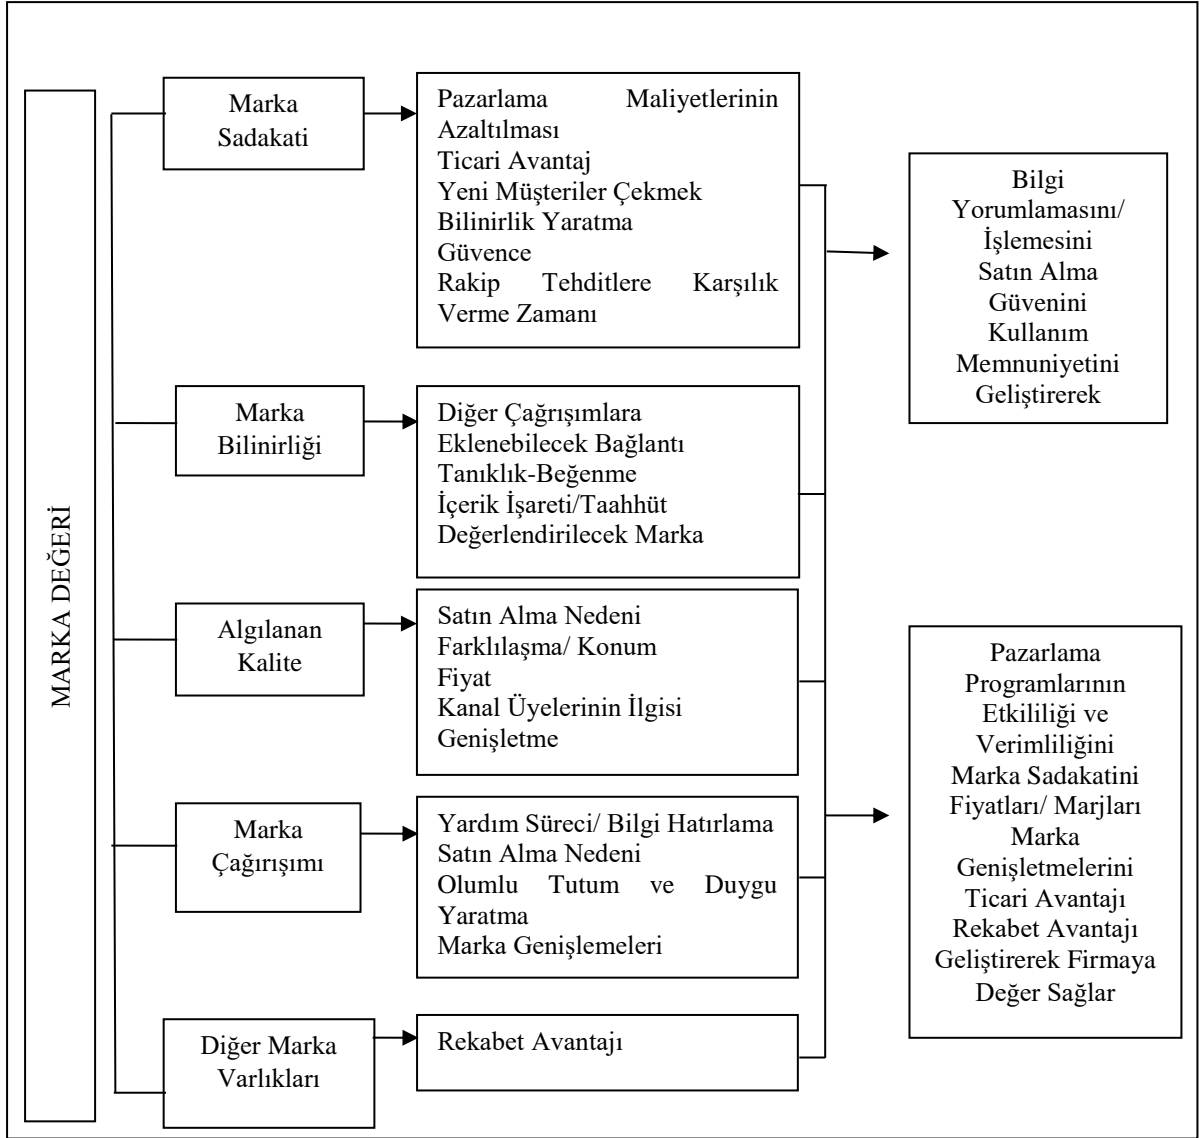 MARKA DEĞERİ
Marka
Sadakati
Pazarlama Maliyetlerinin
Azaltılması
Ticari Avantaj
Yeni Müşteriler Çekmek
Bilinirlik Yaratma
Güvence
Rakip Tehditlere Karşılık
Verme Zamanı
Marka
Bilinirliği
Diğer Çağrışımlara
Eklenebilecek Bağlantı
Tanıklık-Beğenme
İçerik İşareti/Taahhüt
Değerlendirilecek Marka
Algılanan
Kalite
Satın Alma Nedeni
Farklılaşma/ Konum
Fiyat
Kanal Üyelerinin İlgisi
Genişletme
Marka
Çağırışımı
Yardım Süreci/ Bilgi Hatırlama
Satın Alma Nedeni
Olumlu Tutum ve Duygu
Yaratma
Marka Genişlemeleri
Diğer Marka
Varlıkları
Rekabet Avantajı
Bilgi
Yorumlamasını/
İşlemesini
Satın Alma
Güvenini
Kullanım
Memnuniyetini
Geliştirerek
Pazarlama
Programlarının
Etkililiği ve
Verimliliğini
Marka Sadakatini
Fiyatları/ Marjları
Marka
Genişletmelerini
Ticari Avantajı
Rekabet Avantajı
Geliştirerek Firmaya
Değer Sağlar